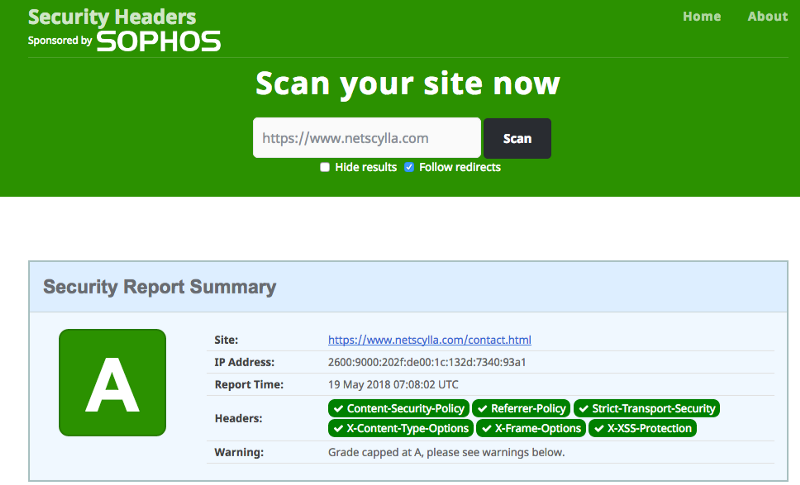 Security Headers
Home About
Sponsored by SOPHOS
Scan your site now
https://www.netscylla.com Scan
Hide results Follow redirects
Security Report Summary
A
Site: https://www.netscylla.com/contact.html
IP Address: 2600:9000:202f:de00:1c:132d:7340:93a1
Report Time: 19 May 2018 07:08:02 UTC
Headers: Content-Security-Policy Referrer-Policy Strict-Transport-Security
X-Content-Type-Options X-Frame-Options X-XSS-Protection
Warning: Grade capped at A, please see warnings below.